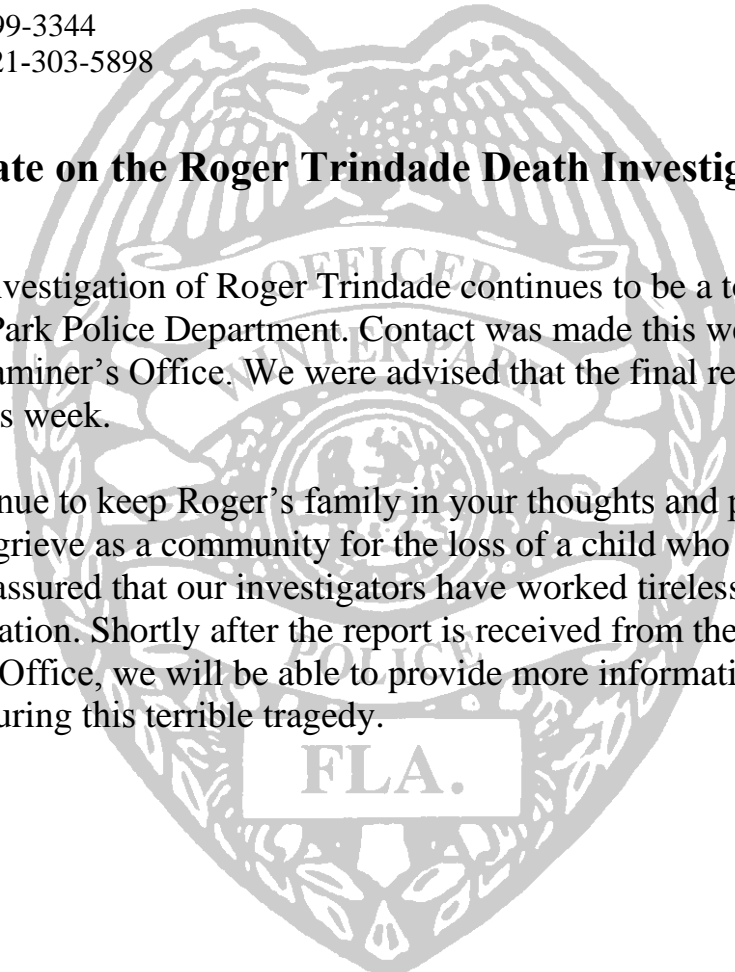 99-3344
21-303-5898
ate on the Roger Trindade Death Investig
nvestigation of Roger Trindade continues to be a to
Park Police Department. Contact was made this we
aminer’s Office. We were advised that the final re
s week.
nue to keep Roger’s family in your thoughts and p
grieve as a community for the loss of a child who
assured that our investigators have worked tireless
ation. Shortly after the report is received from the
Office, we will be able to provide more informati
uring this terrible tragedy.
OFFICER
WINTER PARK
POLICE
FLA.